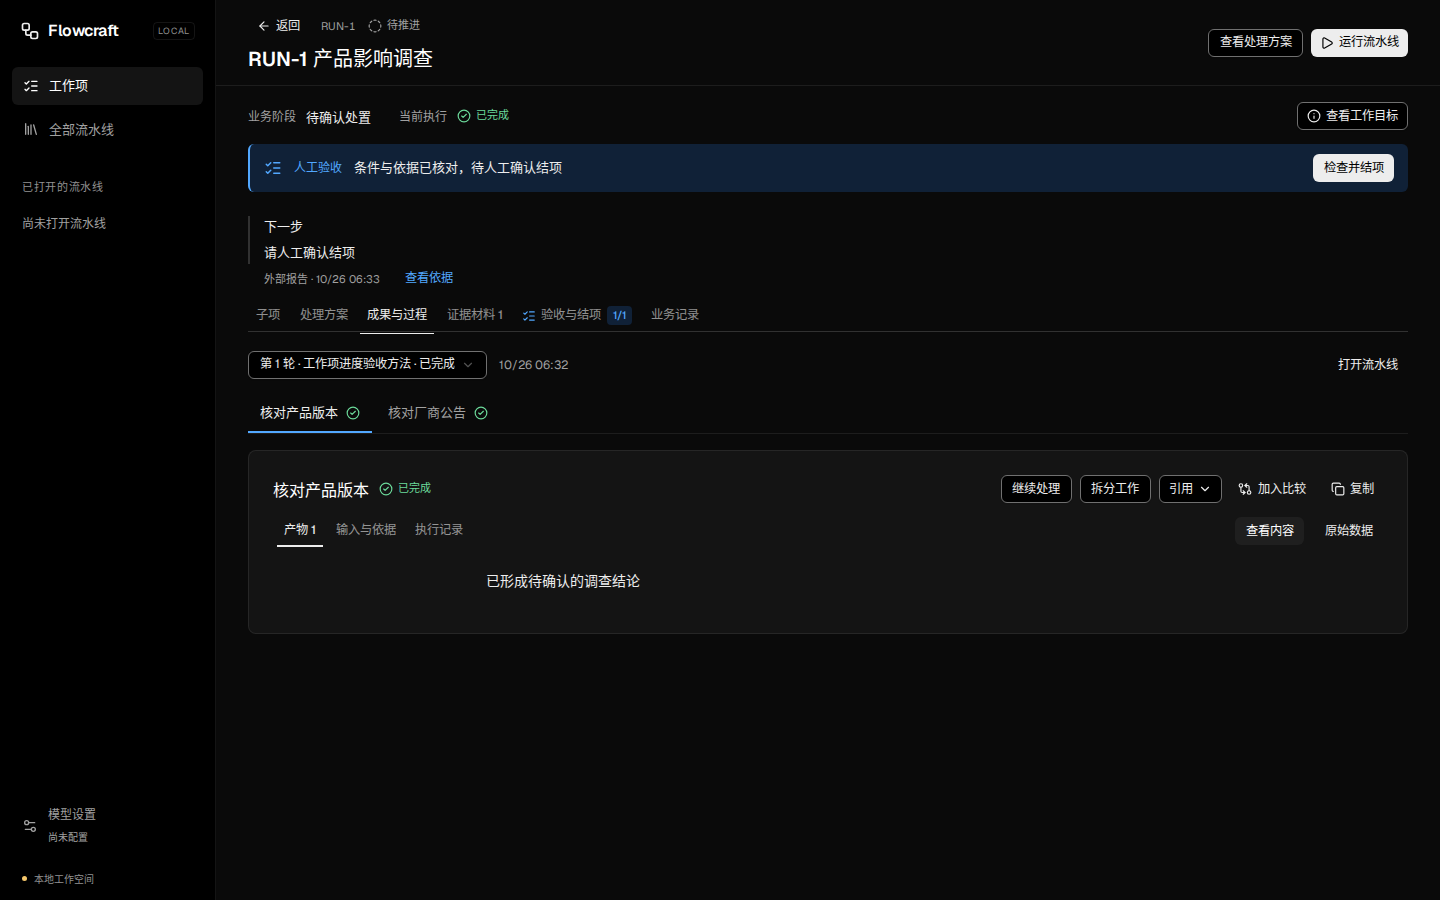 Flowcraft
LOCAL
工作项
全部流水线
已打开的流水线
尚未打开流水线
模型设置
尚未配置
本地工作空间
返回
RUN-1
待推进
RUN-1 产品影响调查
查看处理方案
运行流水线
业务阶段
待确认处置
当前执行
已完成
查看工作目标
人工验收
条件与依据已核对，待人工确认结项
检查并结项
下一步
请人工确认结项
外部报告 · 10/26 06:33
查看依据
子项
处理方案
成果与过程
证据材料 1
验收与结项
1/1
业务记录
第 1 轮 · 工作项进度验收方法 · 已完成
10/26 06:32
打开流水线
核对产品版本
核对厂商公告
核对产品版本
已完成
继续处理
拆分工作
引用
加入比较
复制
产物 1
输入与依据
执行记录
查看内容
原始数据
已形成待确认的调查结论